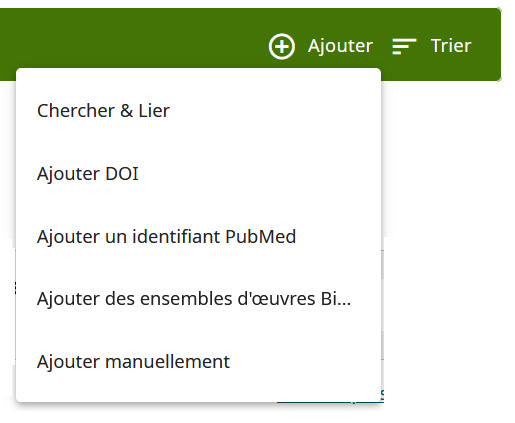 Ajouter Trier
Chercher & Lier
Ajouter DOI
Ajouter un identifiant PubMed
Ajouter des ensembles d'œuvres Bi...
Ajouter manuellement